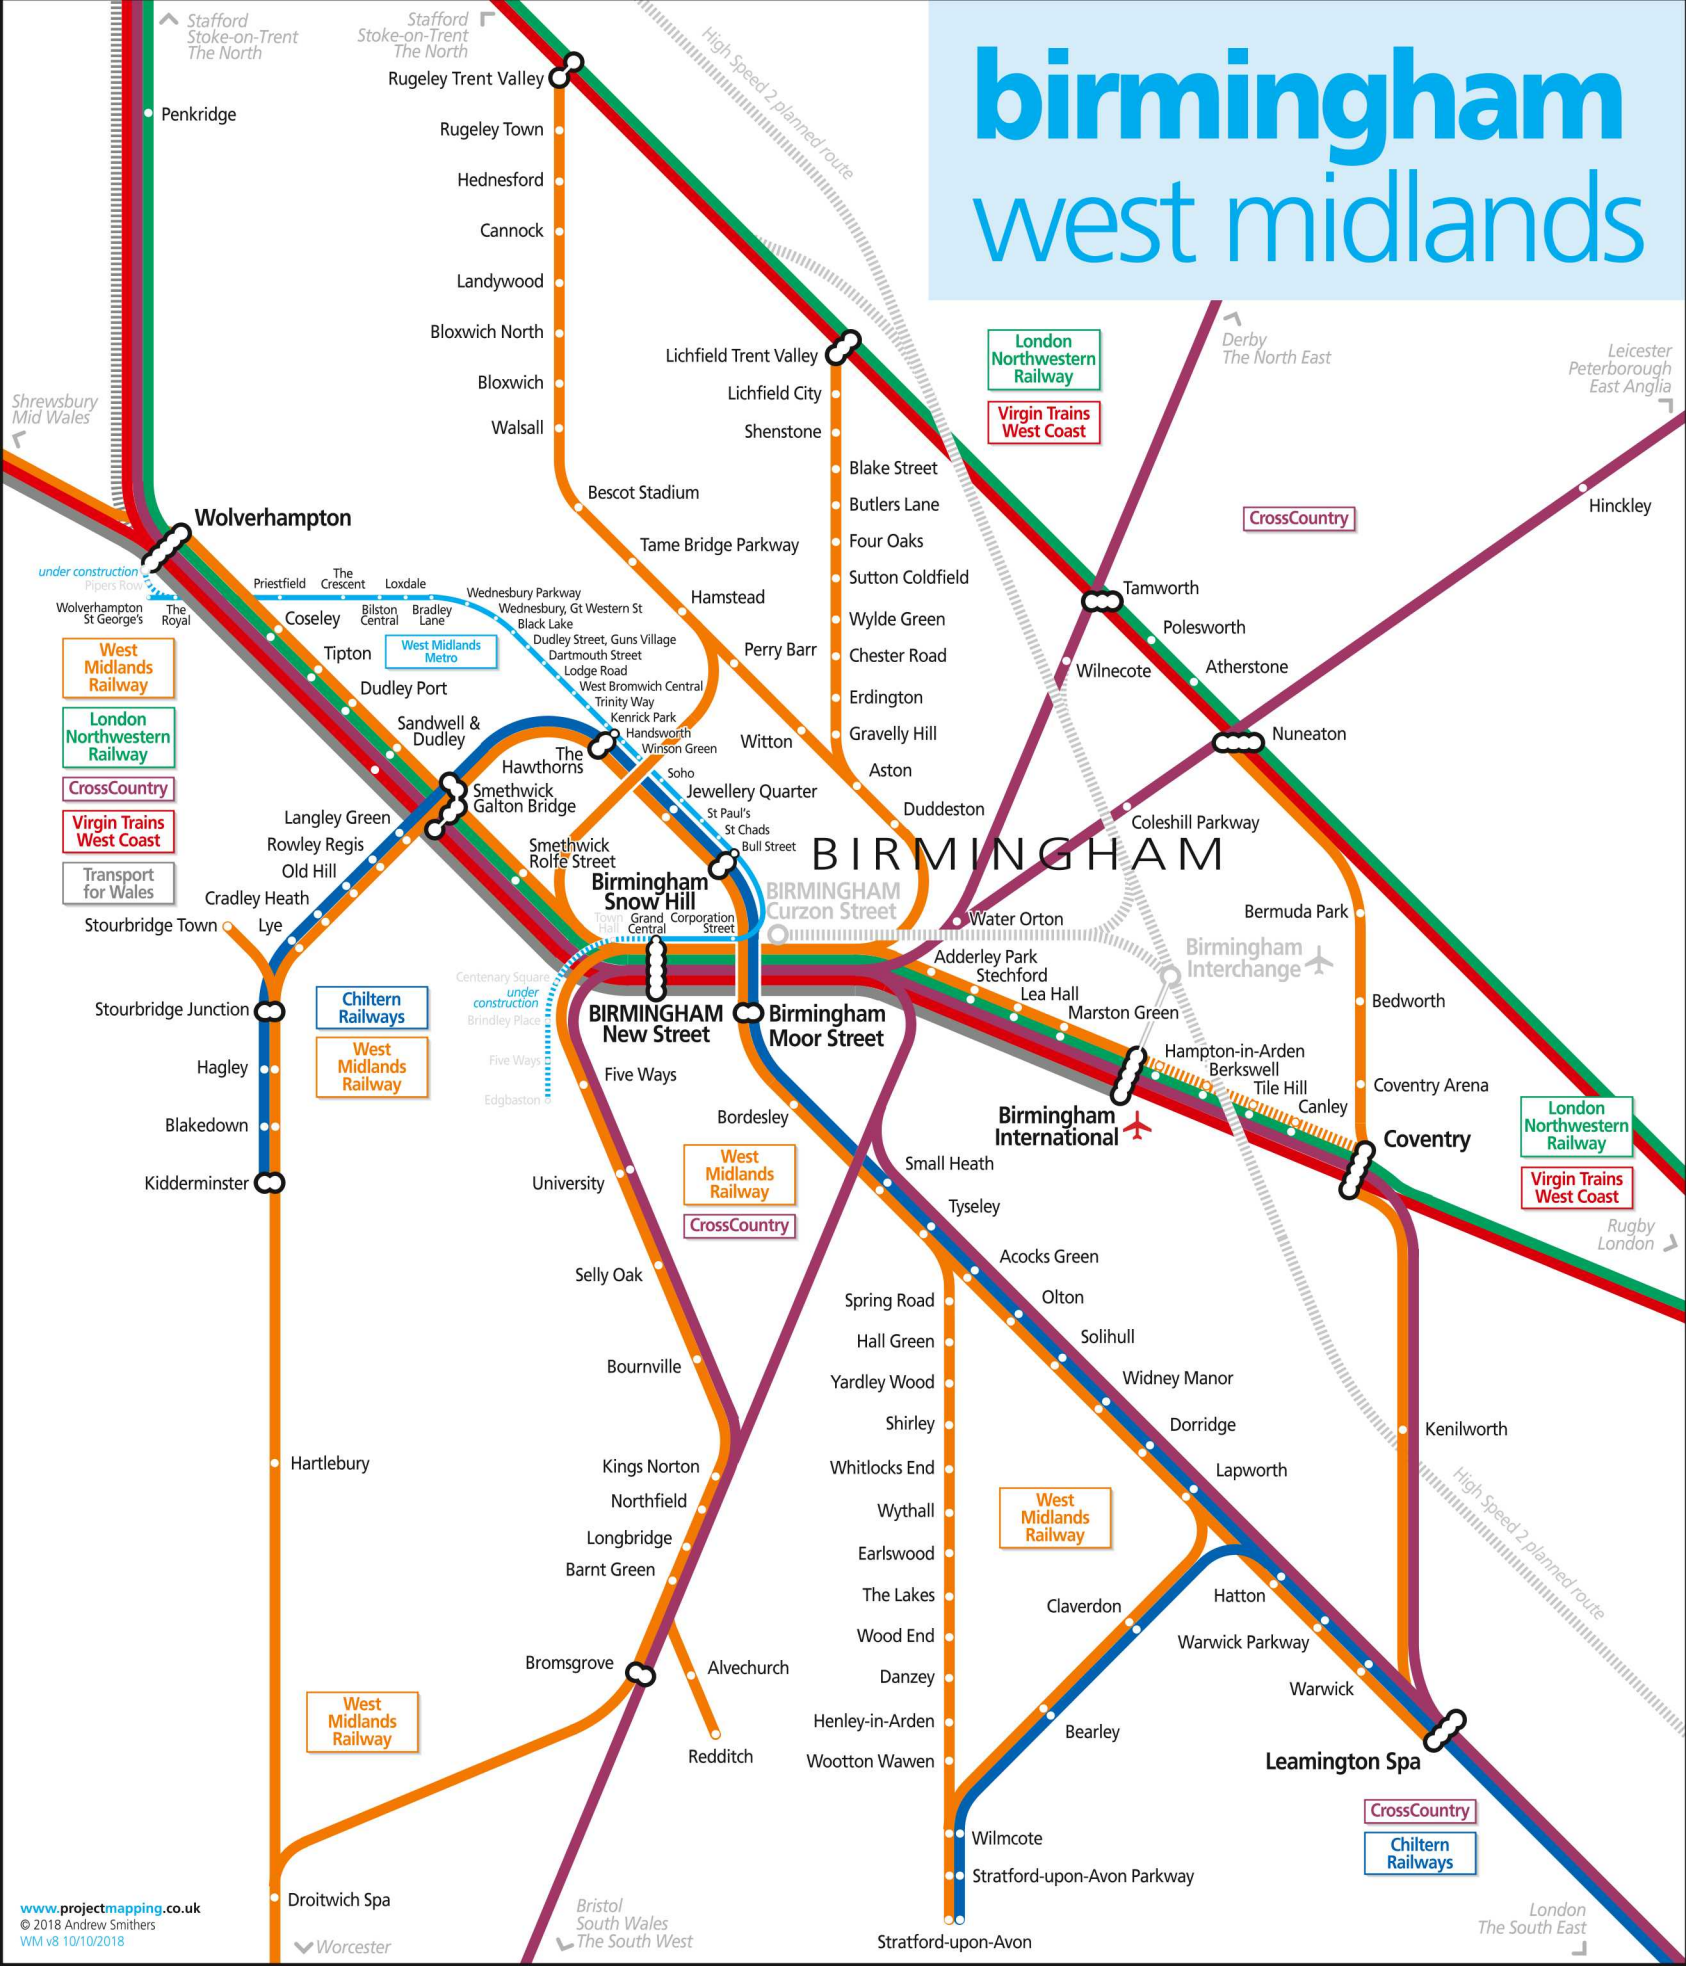 birmingham
west midlands
Stafford
Stoke-on-Trent
The North
Stafford
Stoke-on-Trent
The North
High Speed 2 planned route
Penkridge
Rugeley Trent Valley
Rugeley Town
Hednesford
Cannock
Landywood
Bloxwich North
Bloxwich
Walsall
Bescot Stadium
Tame Bridge Parkway
Hamstead
Perry Barr
Witton
Lichfield Trent Valley
Lichfield City
Shenstone
Blake Street
Butlers Lane
Four Oaks
Sutton Coldfield
Wylde Green
Chester Road
Erdington
Gravelly Hill
Aston
Duddeston
London
Northwestern
Railway
Virgin Trains
West Coast
Derby
The North East
Leicester
Peterborough
East Anglia
CrossCountry
Hinckley
Tamworth
Polesworth
Wilnecote
Atherstone
Nuneaton
Coleshill Parkway
Water Orton
Bermuda Park
Bedworth
Coventry Arena
Shrewsbury
Mid Wales
Wolverhampton
under construction
Pipers Row
Wolverhampton
St George's
The
Royal
Priestfield
The
Crescent
Loxdale
Bilston
Central
Bradley
Lane
Wednesbury Parkway
Wednesbury, Gt Western St
Black Lake
Dudley Street, Guns Village
Dartmouth Street
Lodge Road
West Bromwich Central
Trinity Way
Kenrick Park
Handsworth
Winson Green
Soho
Jewellery Quarter
St Paul's
St Chads
Bull Street
West Midlands
Metro
Coseley
Tipton
Dudley Port
Sandwell &
Dudley
West
Midlands
Railway
London
Northwestern
Railway
CrossCountry
Virgin Trains
West Coast
Transport
for Wales
The
Hawthorns
Smethwick
Galton Bridge
Langley Green
Rowley Regis
Old Hill
Cradley Heath
Lye
Stourbridge Town
Stourbridge Junction
Hagley
Blakedown
Kidderminster
Hartlebury
Droitwich Spa
Worcester
Chiltern
Railways
West
Midlands
Railway
Smethwick
Rolfe Street
Birmingham
Snow Hill
BIRMINGHAM
BIRMINGHAM
Curzon Street
Town
Hall
Grand
Central
Corporation
Street
Centenary Square
under
construction
Brindley Place
Five Ways
Edgbaston
BIRMINGHAM
New Street
Birmingham
Moor Street
Birmingham
Interchange
Adderley Park
Stechford
Lea Hall
Marston Green
Hampton-in-Arden
Berkswell
Tile Hill
Canley
Birmingham
International
Coventry
London
Northwestern
Railway
Virgin Trains
West Coast
Rugby
London
Five Ways
University
Selly Oak
Bournville
Kings Norton
Northfield
Longbridge
Barnt Green
Bromsgrove
Alvechurch
Redditch
West
Midlands
Railway
CrossCountry
West
Midlands
Railway
Bristol
South Wales
The South West
Bordesley
Small Heath
Tyseley
Acocks Green
Olton
Solihull
Widney Manor
Dorridge
Lapworth
Hatton
Warwick Parkway
Warwick
Leamington Spa
Kenilworth
High Speed 2 planned route
Spring Road
Hall Green
Yardley Wood
Shirley
Whitlocks End
Wythall
Earlswood
The Lakes
Wood End
Danzey
Henley-in-Arden
Wootton Wawen
West
Midlands
Railway
Claverdon
Bearley
Wilmcote
Stratford-upon-Avon Parkway
Stratford-upon-Avon
CrossCountry
Chiltern
Railways
London
The South East
www.projectmapping.co.uk
© 2018 Andrew Smithers
WM v8 10/10/2018